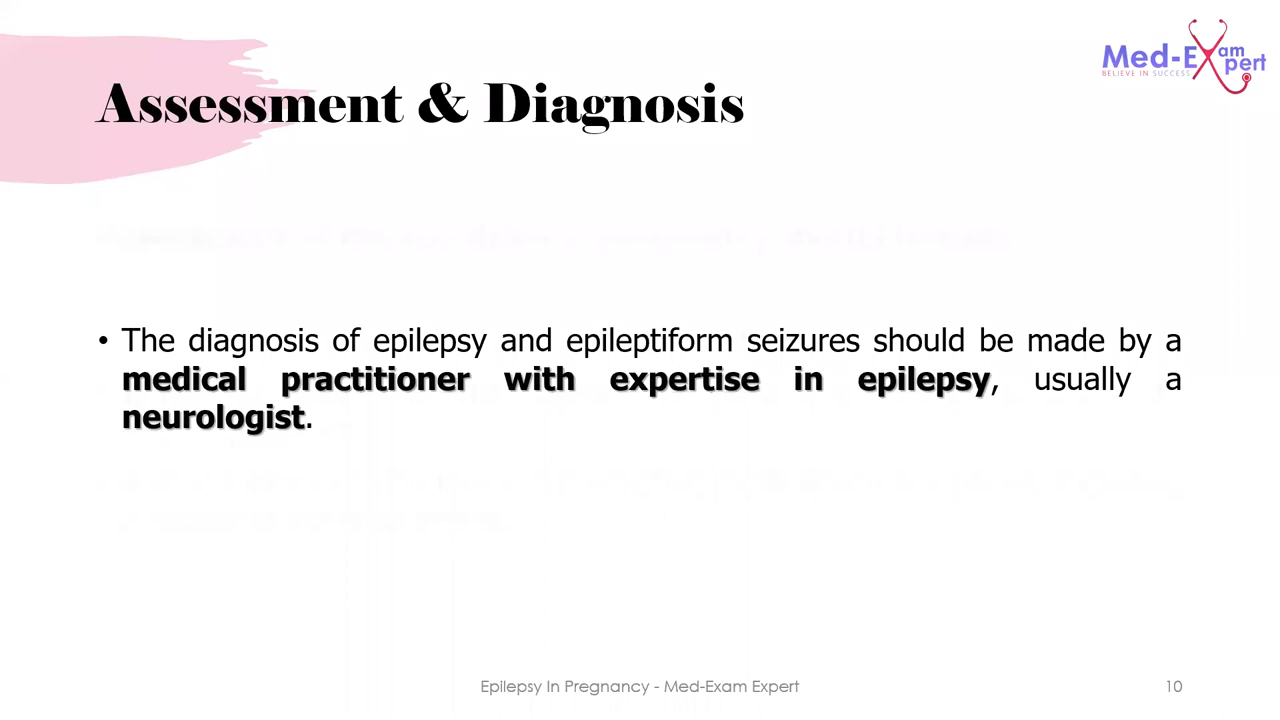 Med-Exam Expert
BELIEVE IN SUCCESS
Assessment & Diagnosis
• The diagnosis of epilepsy and epileptiform seizures should be made by a
medical practitioner with expertise in epilepsy, usually a
neurologist.
Epilepsy In Pregnancy - Med-Exam Expert
10